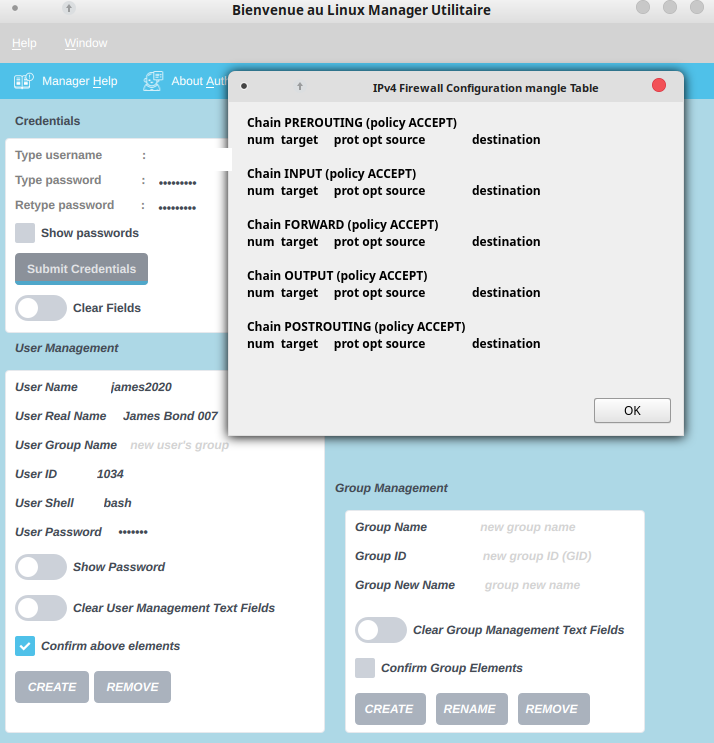 Bienvenue au Linux Manager Utilitaire
Help Window
Manager Help About
IPv4 Firewall Configuration mangle Table
Chain PREROUTING (policy ACCEPT)
num target prot opt source destination
Chain INPUT (policy ACCEPT)
num target prot opt source destination
Chain FORWARD (policy ACCEPT)
num target prot opt source destination
Chain OUTPUT (policy ACCEPT)
num target prot opt source destination
Chain POSTROUTING (policy ACCEPT)
num target prot opt source destination
OK
Credentials
Type username :
Type password : •••••••••
Retype password : •••••••••
Show passwords
Submit Credentials
Clear Fields
User Management
User Name james2020
User Real Name James Bond 007
User Group Name new user's group
User ID 1034
User Shell bash
User Password •••••••
Show Password
Clear User Management Text Fields
Confirm above elements
CREATE REMOVE
Group Management
Group Name new group name
Group ID new group ID (GID)
Group New Name group new name
Clear Group Management Text Fields
Confirm Group Elements
CREATE RENAME REMOVE